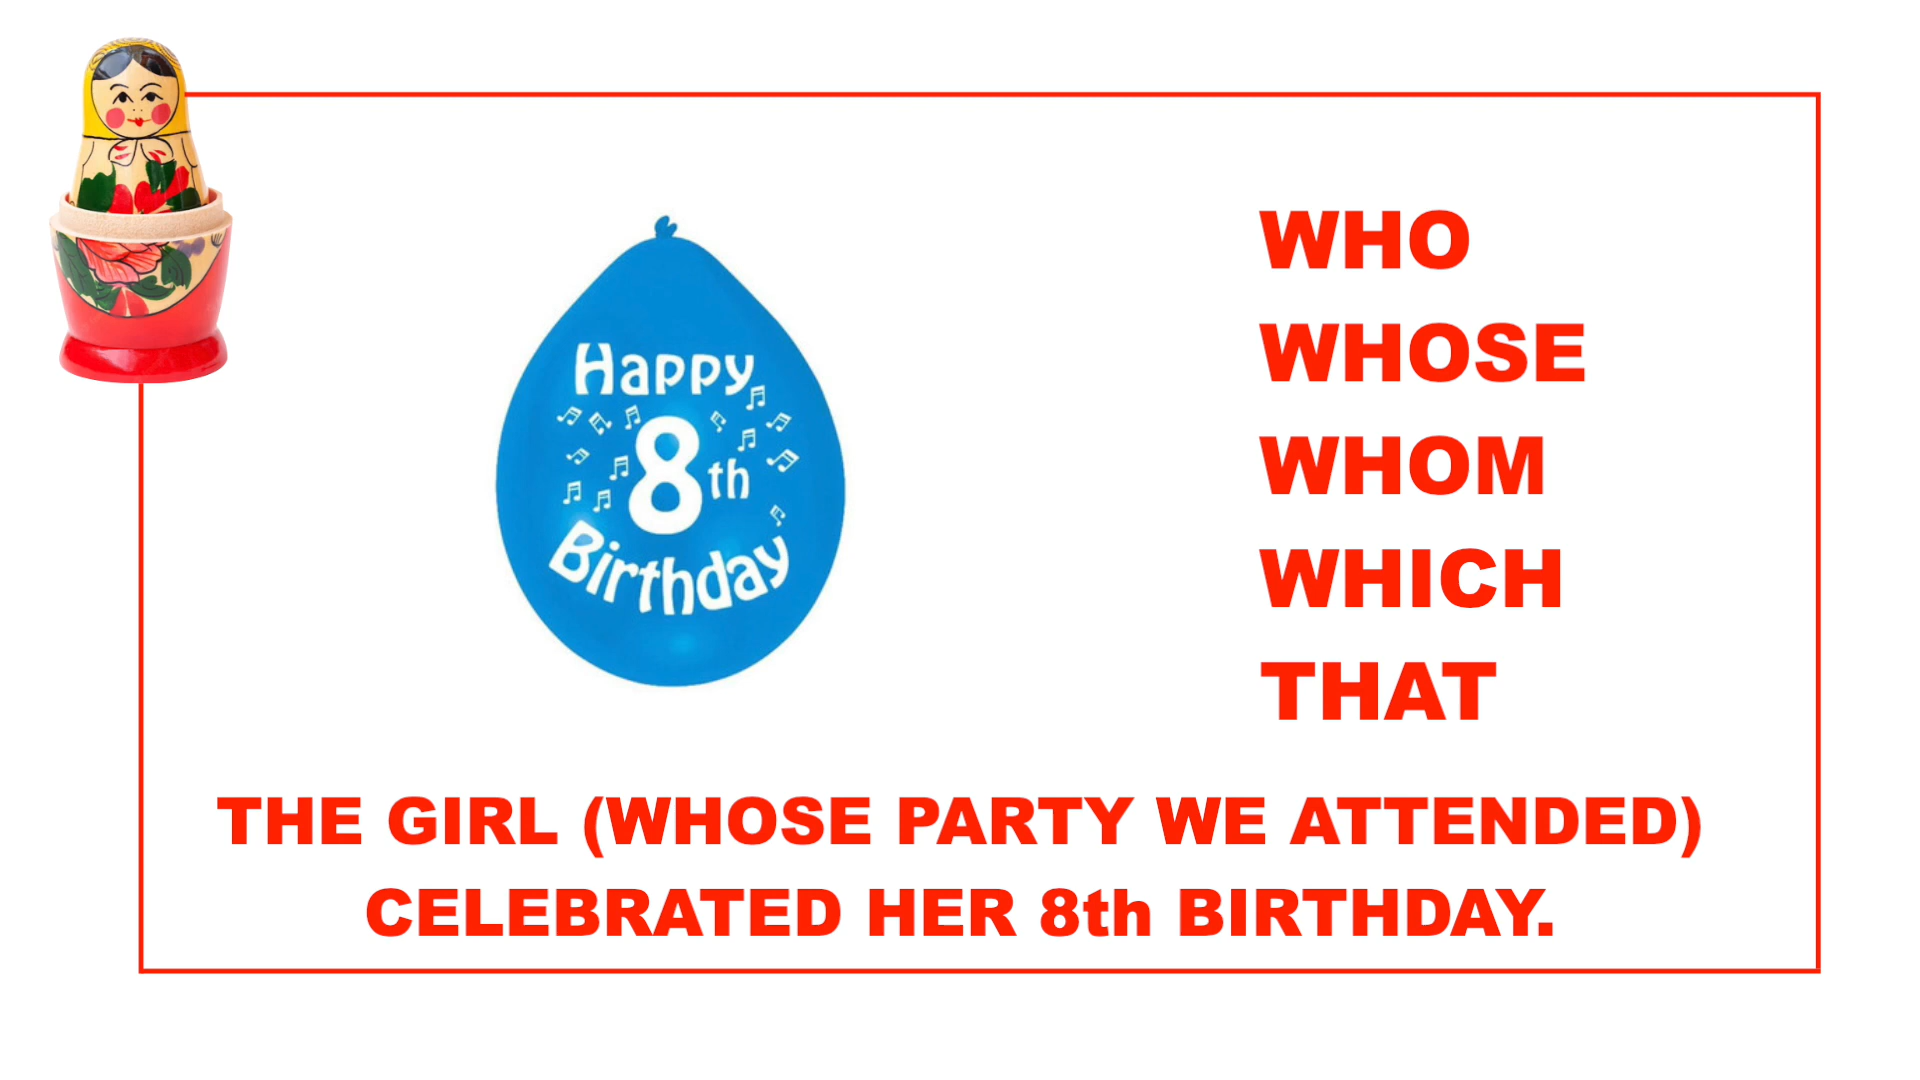 Happy
8th
Birthday
WHO
WHOSE
WHOM
WHICH
THAT
THE GIRL (WHOSE PARTY WE ATTENDED)
CELEBRATED HER 8th BIRTHDAY.